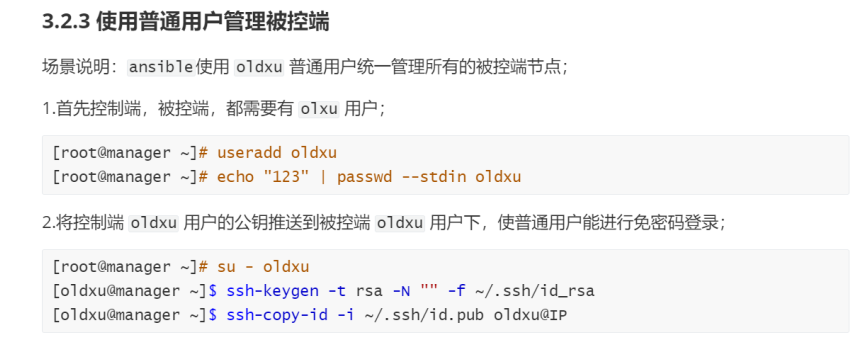 3.2.3 使用普通用户管理被控端
场景说明：ansible使用 oldxu 普通用户统一管理所有的被控端节点；
1.首先控制端，被控端，都需要有 olxu 用户；
[root@manager ~]# useradd oldxu
[root@manager ~]# echo "123" | passwd --stdin oldxu
2.将控制端 oldxu 用户的公钥推送到被控端 oldxu 用户下，使普通用户能进行免密码登录；
[root@manager ~]# su - oldxu
[oldxu@manager ~]$ ssh-keygen -t rsa -N "" -f ~/.ssh/id_rsa
[oldxu@manager ~]$ ssh-copy-id -i ~/.ssh/id.pub oldxu@IP